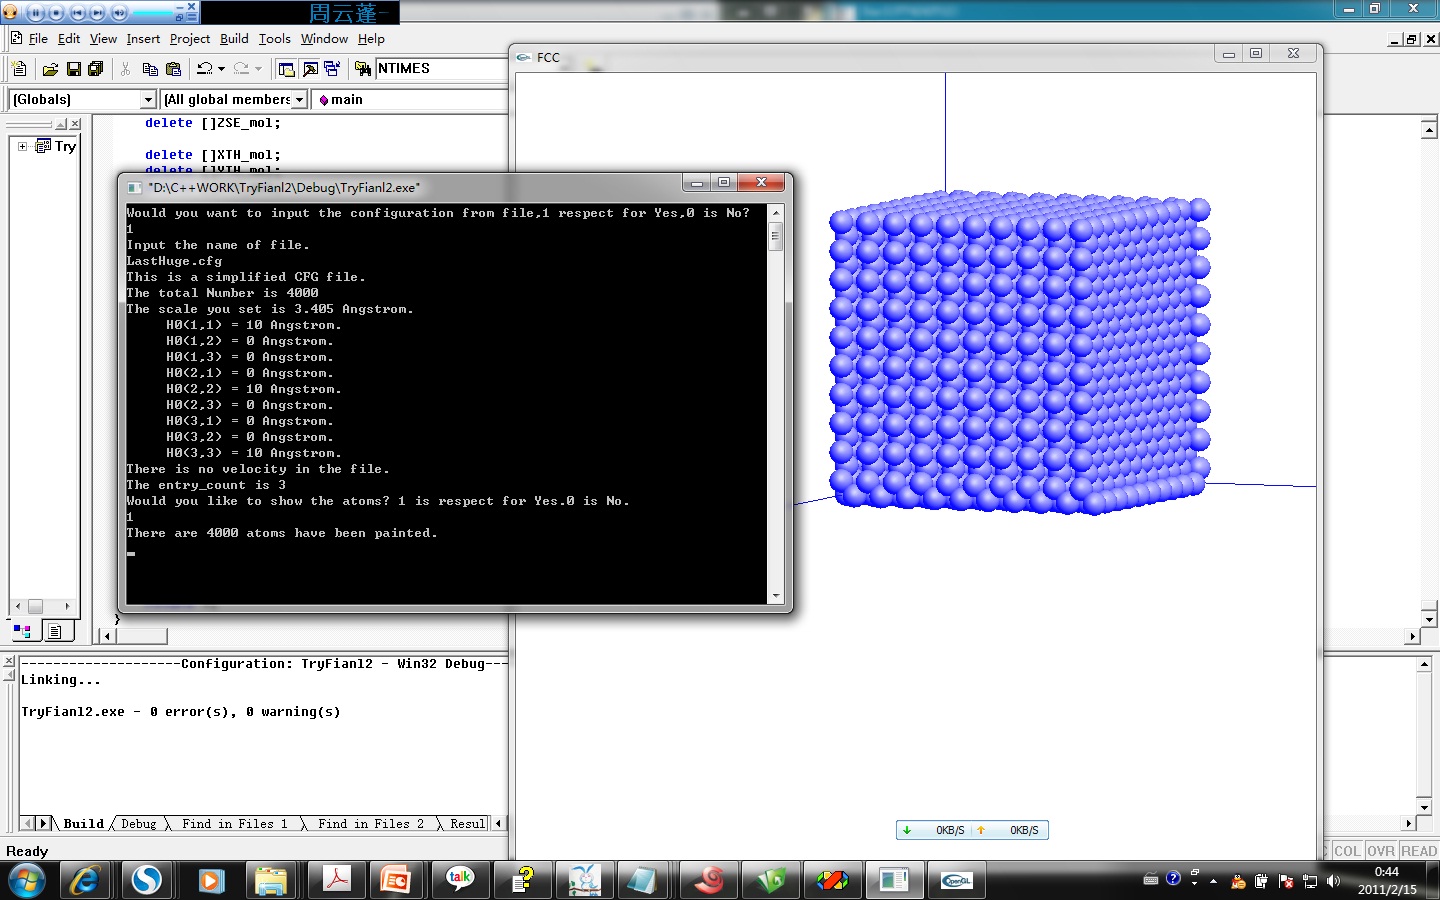 周云蓬-
File Edit View Insert Project Build Tools Window Help
NTIMES
(Globals)
(All global members
main
delete []ZSE_mol;
delete []XTH_mol;
Try
FCC
"D:\C++WORK\TryFianl2\Debug\TryFianl2.exe"
Would you want to input the configuration from file,1 respect for Yes,0 is No?
1
Input the name of file.
LastHuge.cfg
This is a simplified CFG file.
The total Number is 4000
The scale you set is 3.405 Angstrom.
H0(1,1) = 10 Angstrom.
H0(1,2) = 0 Angstrom.
H0(1,3) = 0 Angstrom.
H0(2,1) = 0 Angstrom.
H0(2,2) = 10 Angstrom.
H0(2,3) = 0 Angstrom.
H0(3,1) = 0 Angstrom.
H0(3,2) = 0 Angstrom.
H0(3,3) = 10 Angstrom.
There is no velocity in the file.
The entry_count is 3
Would you like to show the atoms? 1 is respect for Yes.0 is No.
1
There are 4000 atoms have been painted.
}
--------------------Configuration: TryFianl2 - Win32 Debug---
Linking...
TryFianl2.exe - 0 error(s), 0 warning(s)
Build Debug Find in Files 1 Find in Files 2 Resul
0KB/S 0KB/S
Ready
COL OVR READ
talk
OpenGL
0:44
2011/2/15